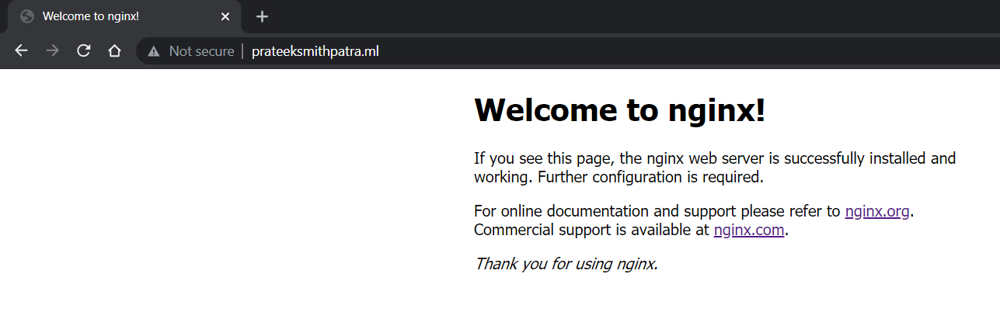 Welcome to nginx!
Not secure | prateeksmithpatra.ml
Welcome to nginx!
If you see this page, the nginx web server is successfully installed and
working. Further configuration is required.
For online documentation and support please refer to nginx.org.
Commercial support is available at nginx.com.
Thank you for using nginx.